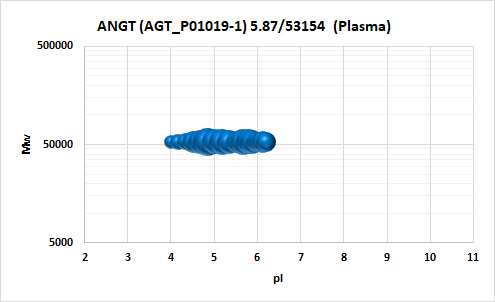 ANGT (AGT_P01019-1) 5.87/53154  (Plasma)
500000
50000
5000
Mw
2 3 4 5 6 7 8 9 10 11
pI